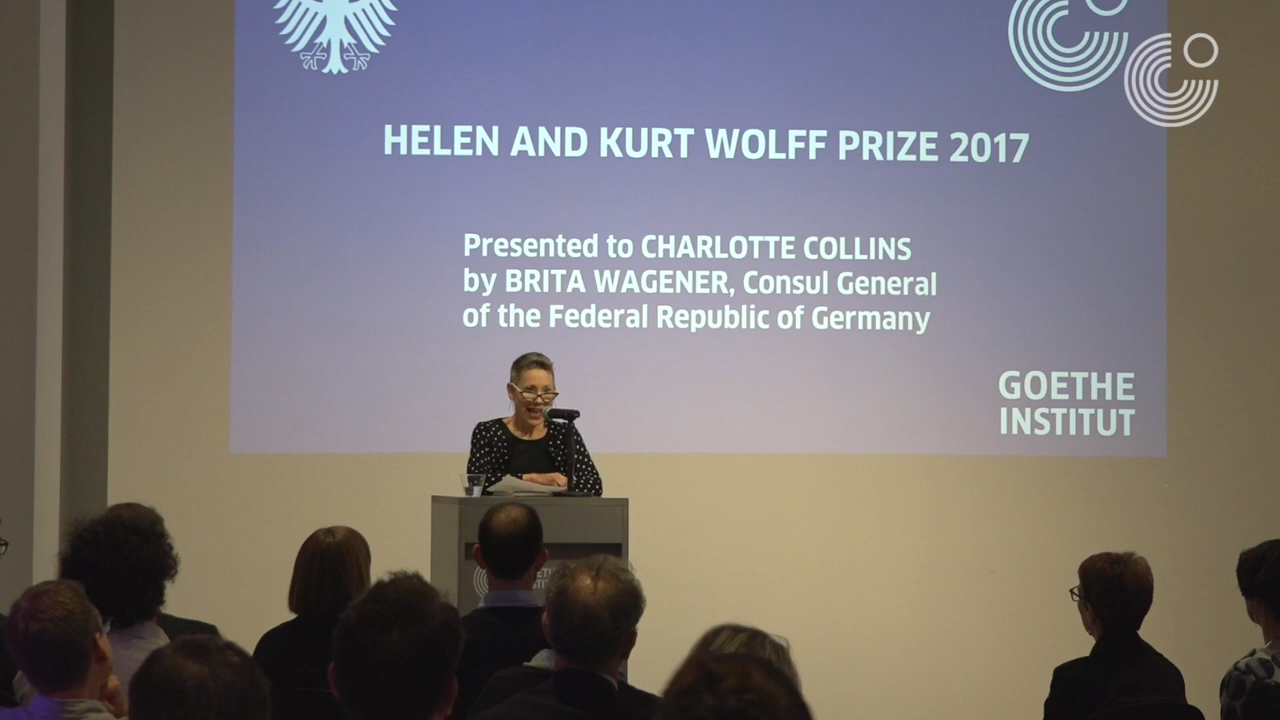 HELEN AND KURT WOLFF PRIZE 2017
Presented to CHARLOTTE COLLINS
by BRITA WAGENER, Consul General
of the Federal Republic of Germany
GOETHE
INSTITUT